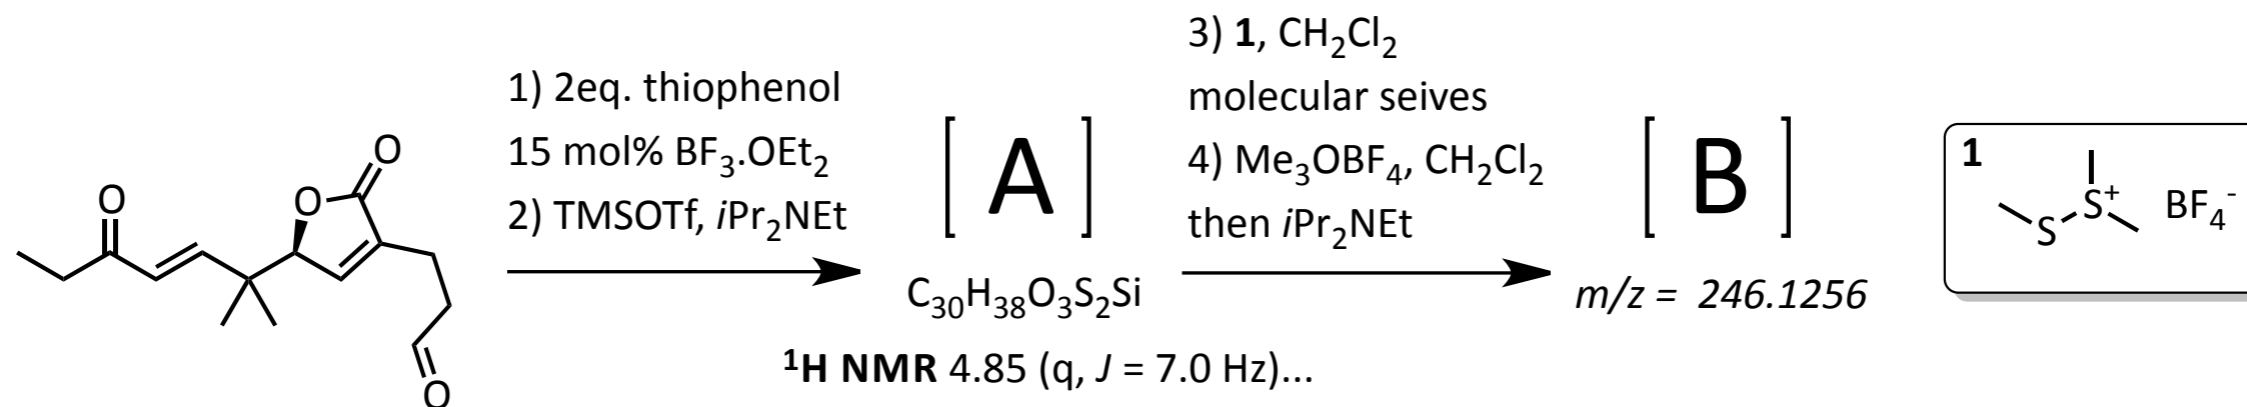 O
O
O
O
1) 2eq. thiophenol
15 mol% BF₃.OEt₂
2) TMSOTf, iPr₂NEt
[ A ]
C₃₀H₃₈O₃S₂Si
¹H NMR 4.85 (q, J = 7.0 Hz)...
3) 1, CH₂Cl₂
molecular seives
4) Me₃OBF₄, CH₂Cl₂
then iPr₂NEt
[ B ]
m/z = 246.1256
1
S
S⁺
BF₄⁻